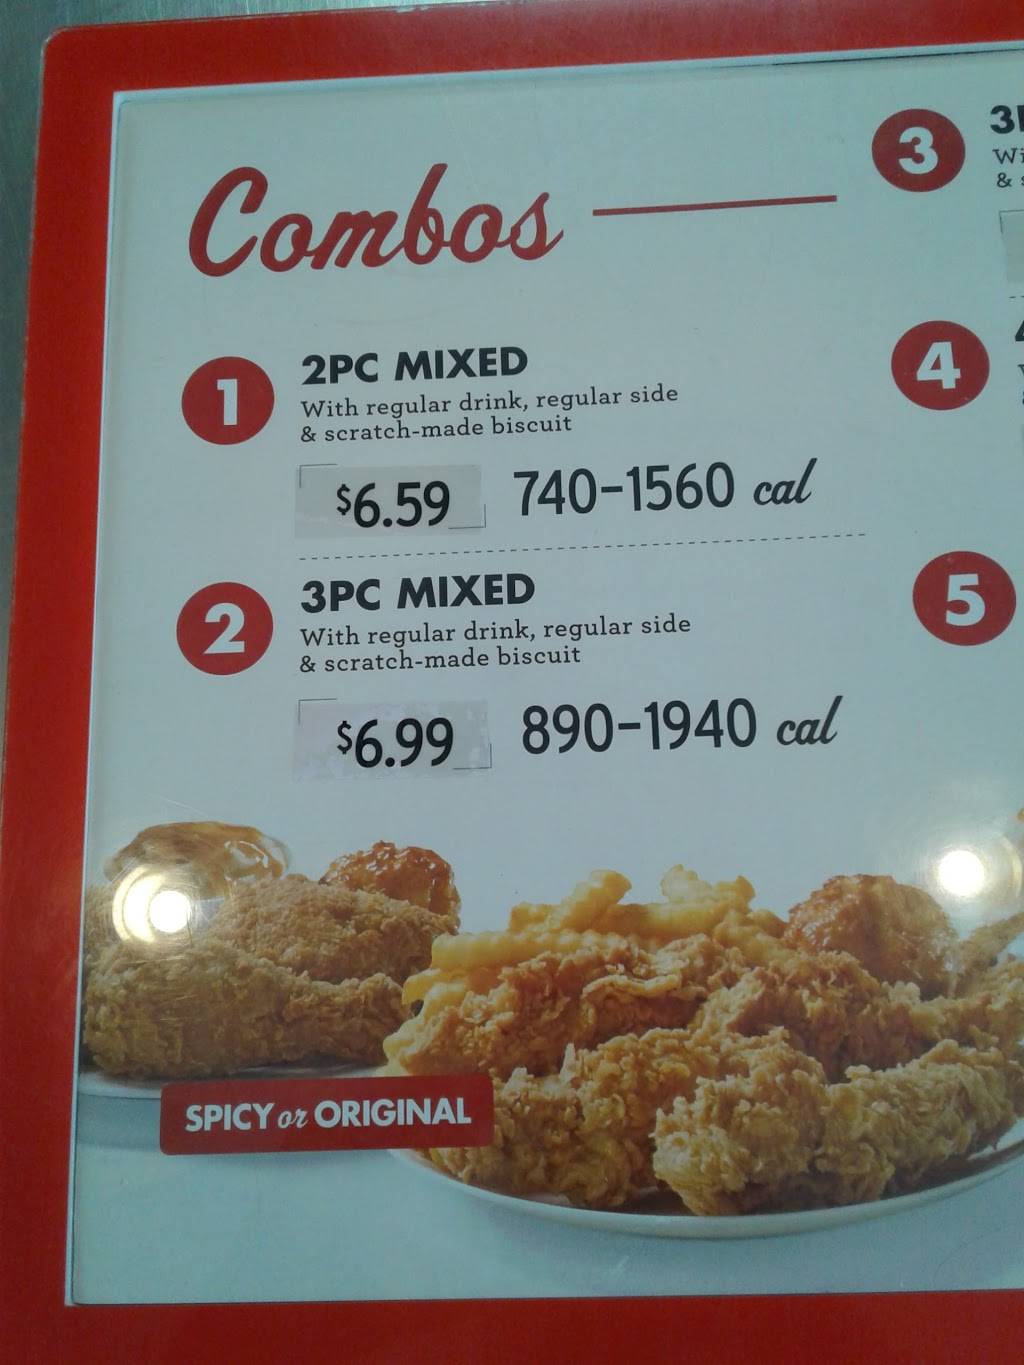 Combos
1
2PC MIXED
With regular drink, regular side
& scratch-made biscuit
$6.59 740-1560 cal
2
3PC MIXED
With regular drink, regular side
& scratch-made biscuit
$6.99 890-1940 cal
SPICY or ORIGINAL
3
&
4
5